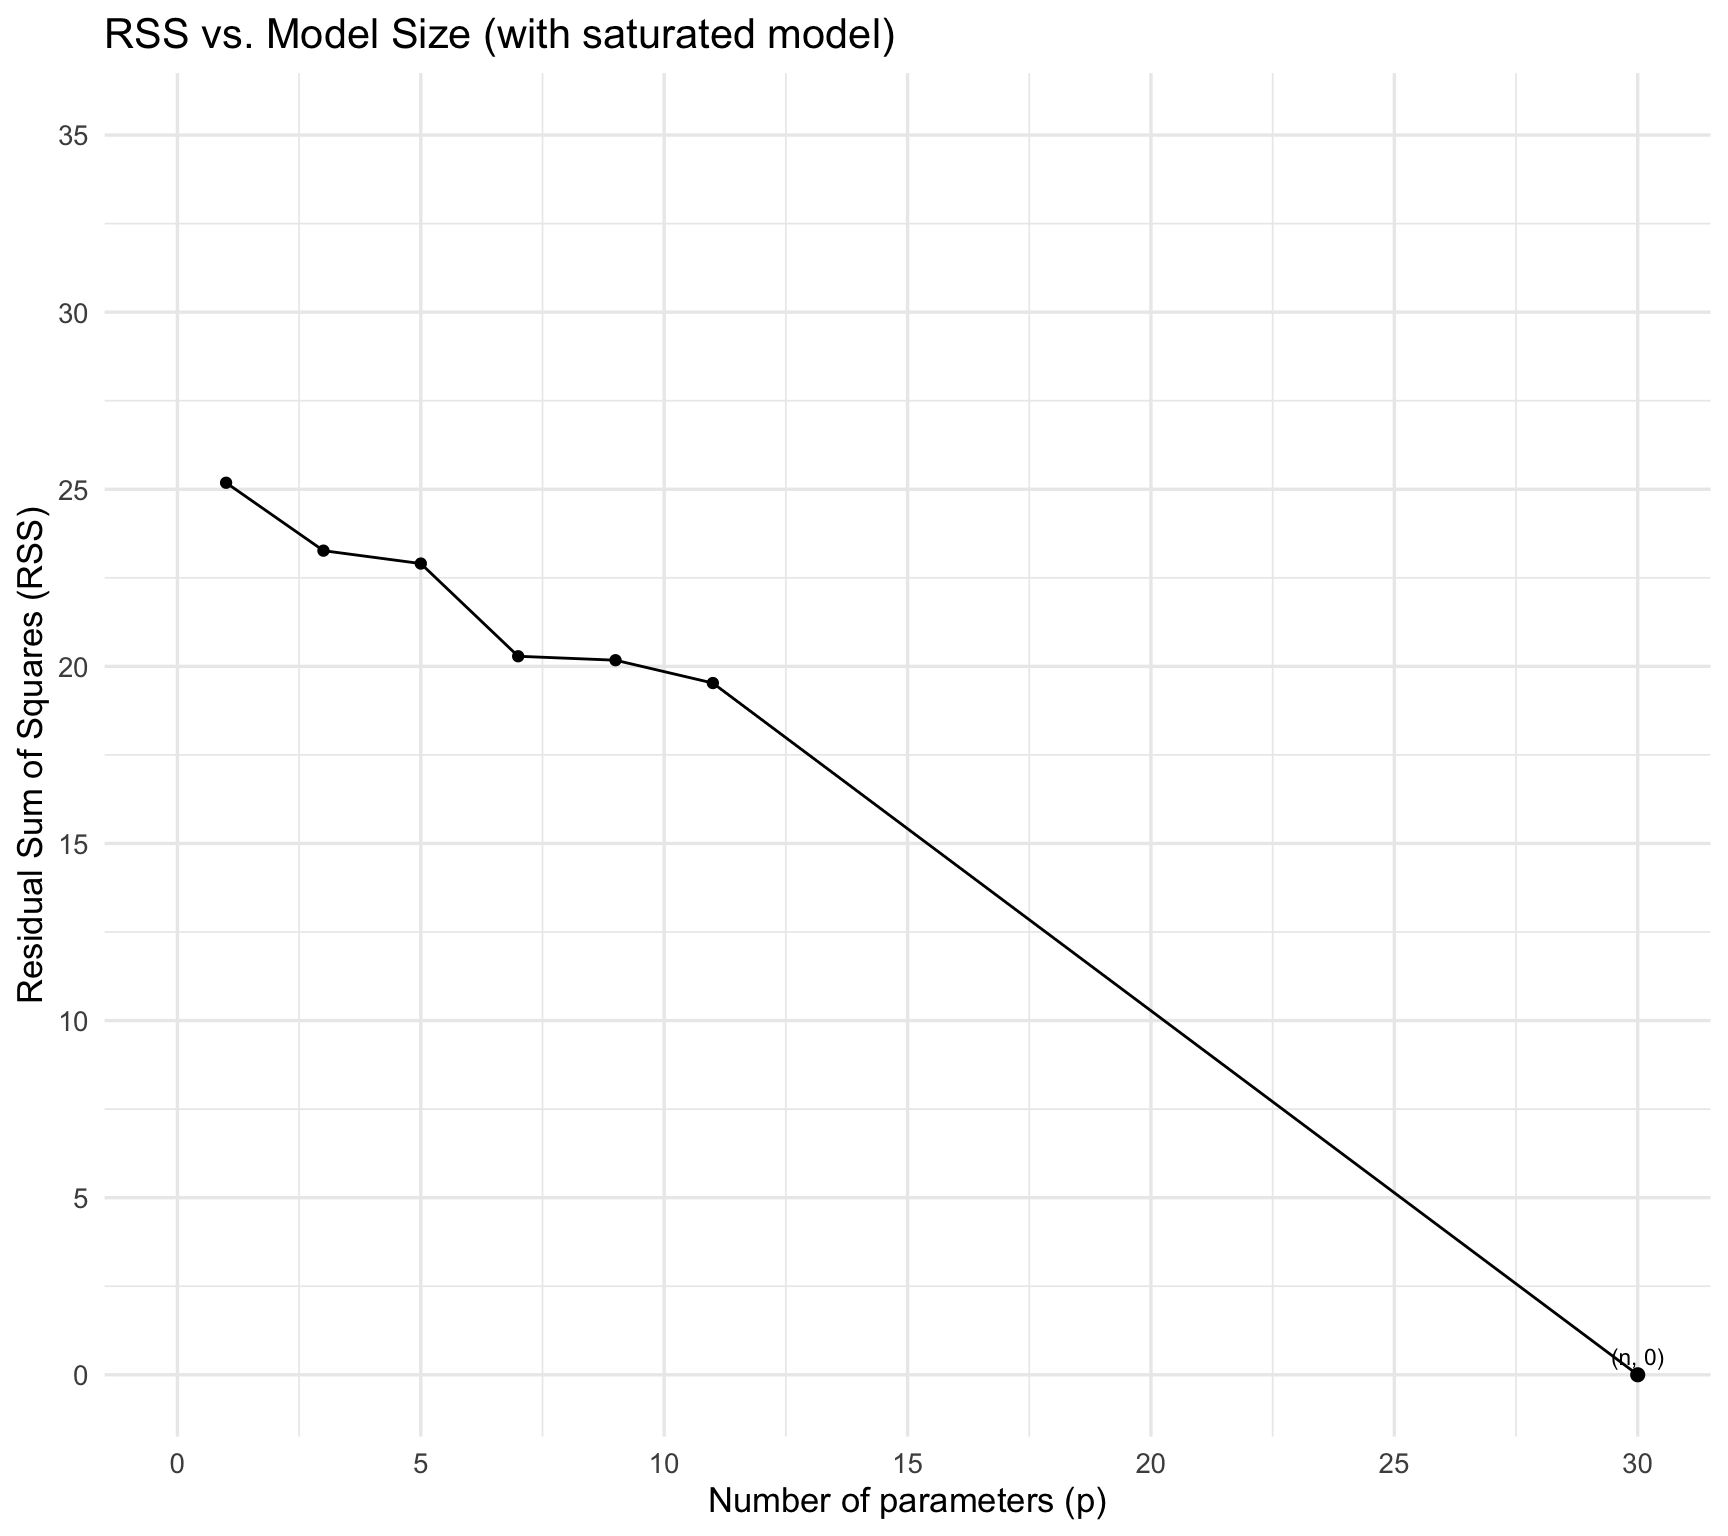 RSS vs. Model Size (with saturated model)
Residual Sum of Squares (RSS)
35
30
25
20
15
10
5
0
(n, 0)
0 5 10 15 20 25 30
Number of parameters (p)